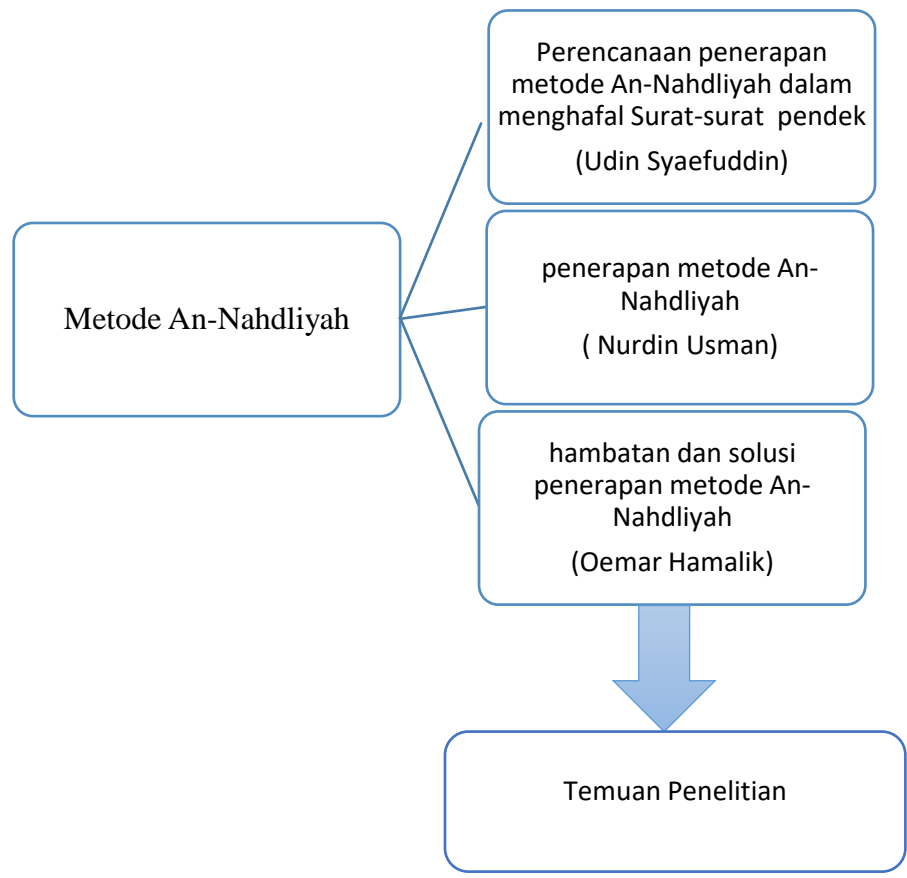 Perencanaan penerapan
metode An-Nahdliyah dalam
menghafal Surat-surat  pendek
(Udin Syaefuddin)
Metode An-Nahdliyah
penerapan metode An-
Nahdliyah
( Nurdin Usman)
hambatan dan solusi
penerapan metode An-
Nahdliyah
(Oemar Hamalik)
Temuan Penelitian